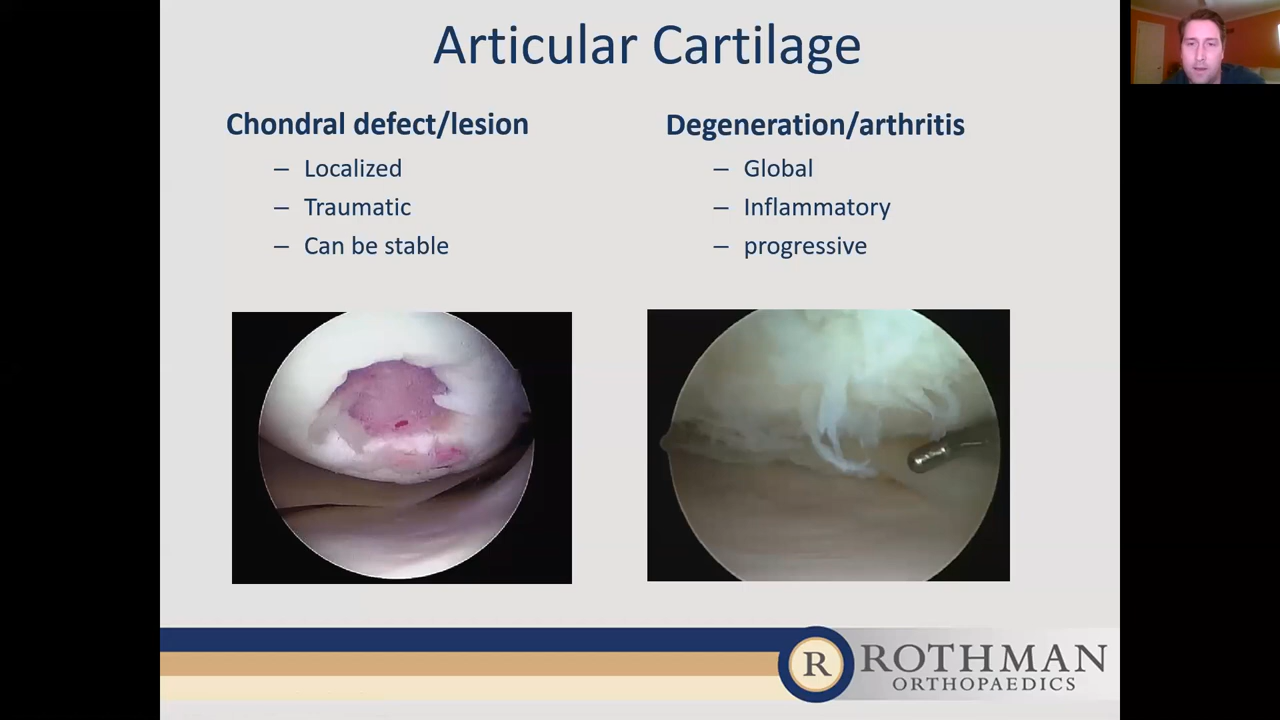 Articular Cartilage
Chondral defect/lesion
– Localized
– Traumatic
– Can be stable
Degeneration/arthritis
– Global
– Inflammatory
– progressive
R
ROTHMAN
ORTHOPAEDICS